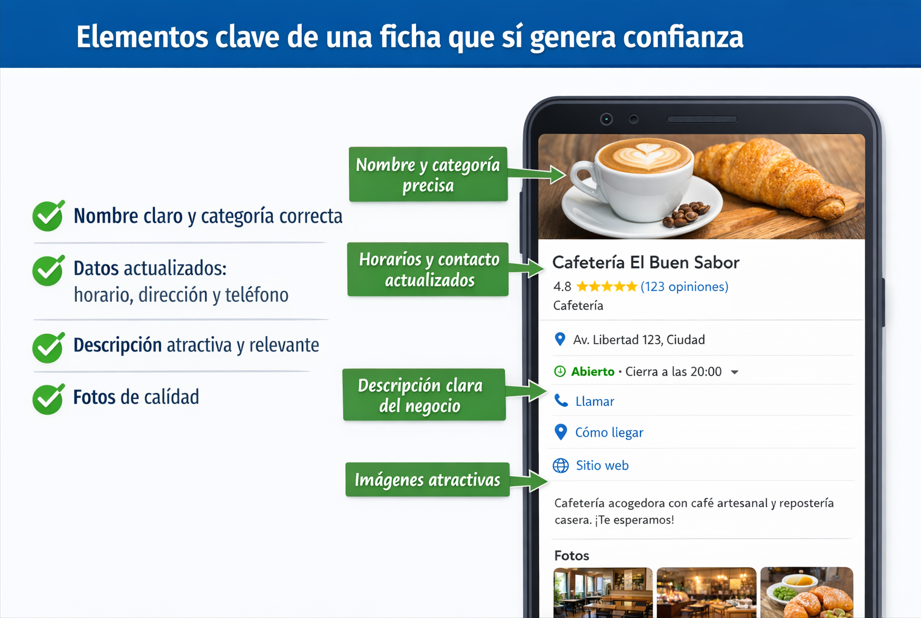 Elementos clave de una ficha que sí genera confianza
Nombre claro y categoría correcta
Datos actualizados:
horario, dirección y teléfono
Descripción atractiva y relevante
Fotos de calídad
Nombre y categoría
precisa
Horarios y contacto
actualizados
Descripción clara
del negocio
Imágenes atractivas
Cafetería El Buen Sabor
4.8 ★★★★★ (123 opiniones)
Cafetería
Av. Libertad 123, Ciudad
Abierto · Cierra a las 20:00
Llamar
Cómo llegar
Sitio web
Cafetería acogedora con café artesanal y repostería
casera. ¡Te esperamos!
Fotos